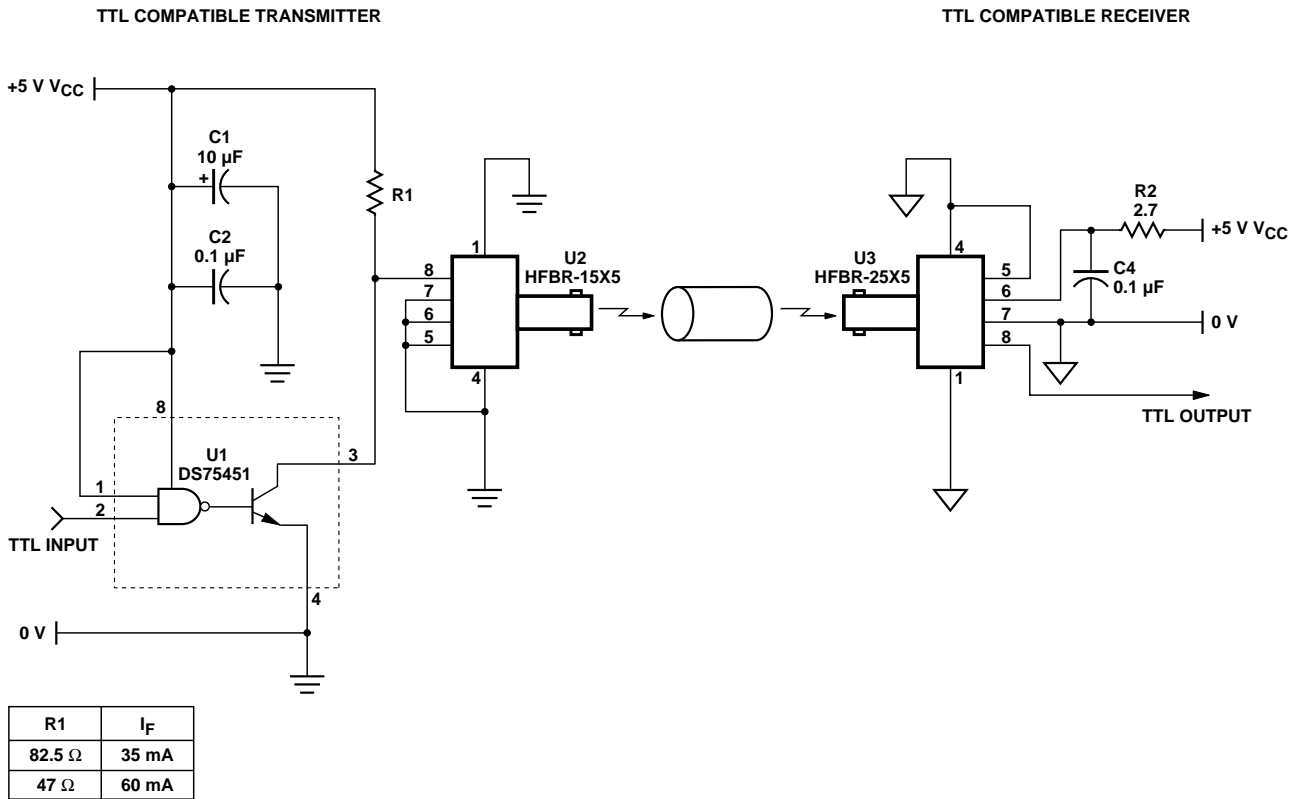 TTL COMPATIBLE TRANSMITTER
TTL COMPATIBLE RECEIVER
+5 V VCC
C1
10 µF
+
C2
0.1 µF
R1
1
8
7
6
5
4
U2
HFBR-15X5
U3
HFBR-25X5
4
5
6
7
8
1
R2
2.7
+5 V VCC
C4
0.1 µF
0 V
TTL OUTPUT
8
U1
DS75451
3
1
2
TTL INPUT
4
0 V
R1 IF
82.5 Ω 35 mA
47 Ω 60 mA